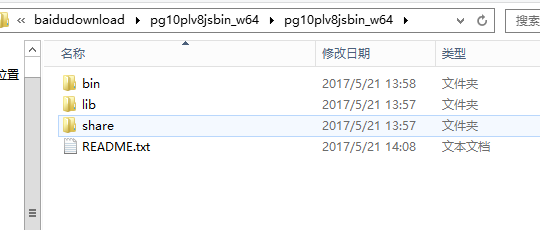 « baidudownload ▸ pg10plv8jsbin_w64 ▸ pg10plv8jsbin_w64 ▸ 搜索
名称 修改日期 类型
位置
bin 2017/5/21 13:58 文件夹
lib 2017/5/21 13:57 文件夹
share 2017/5/21 13:57 文件夹
README.txt 2017/5/21 14:08 文本文档